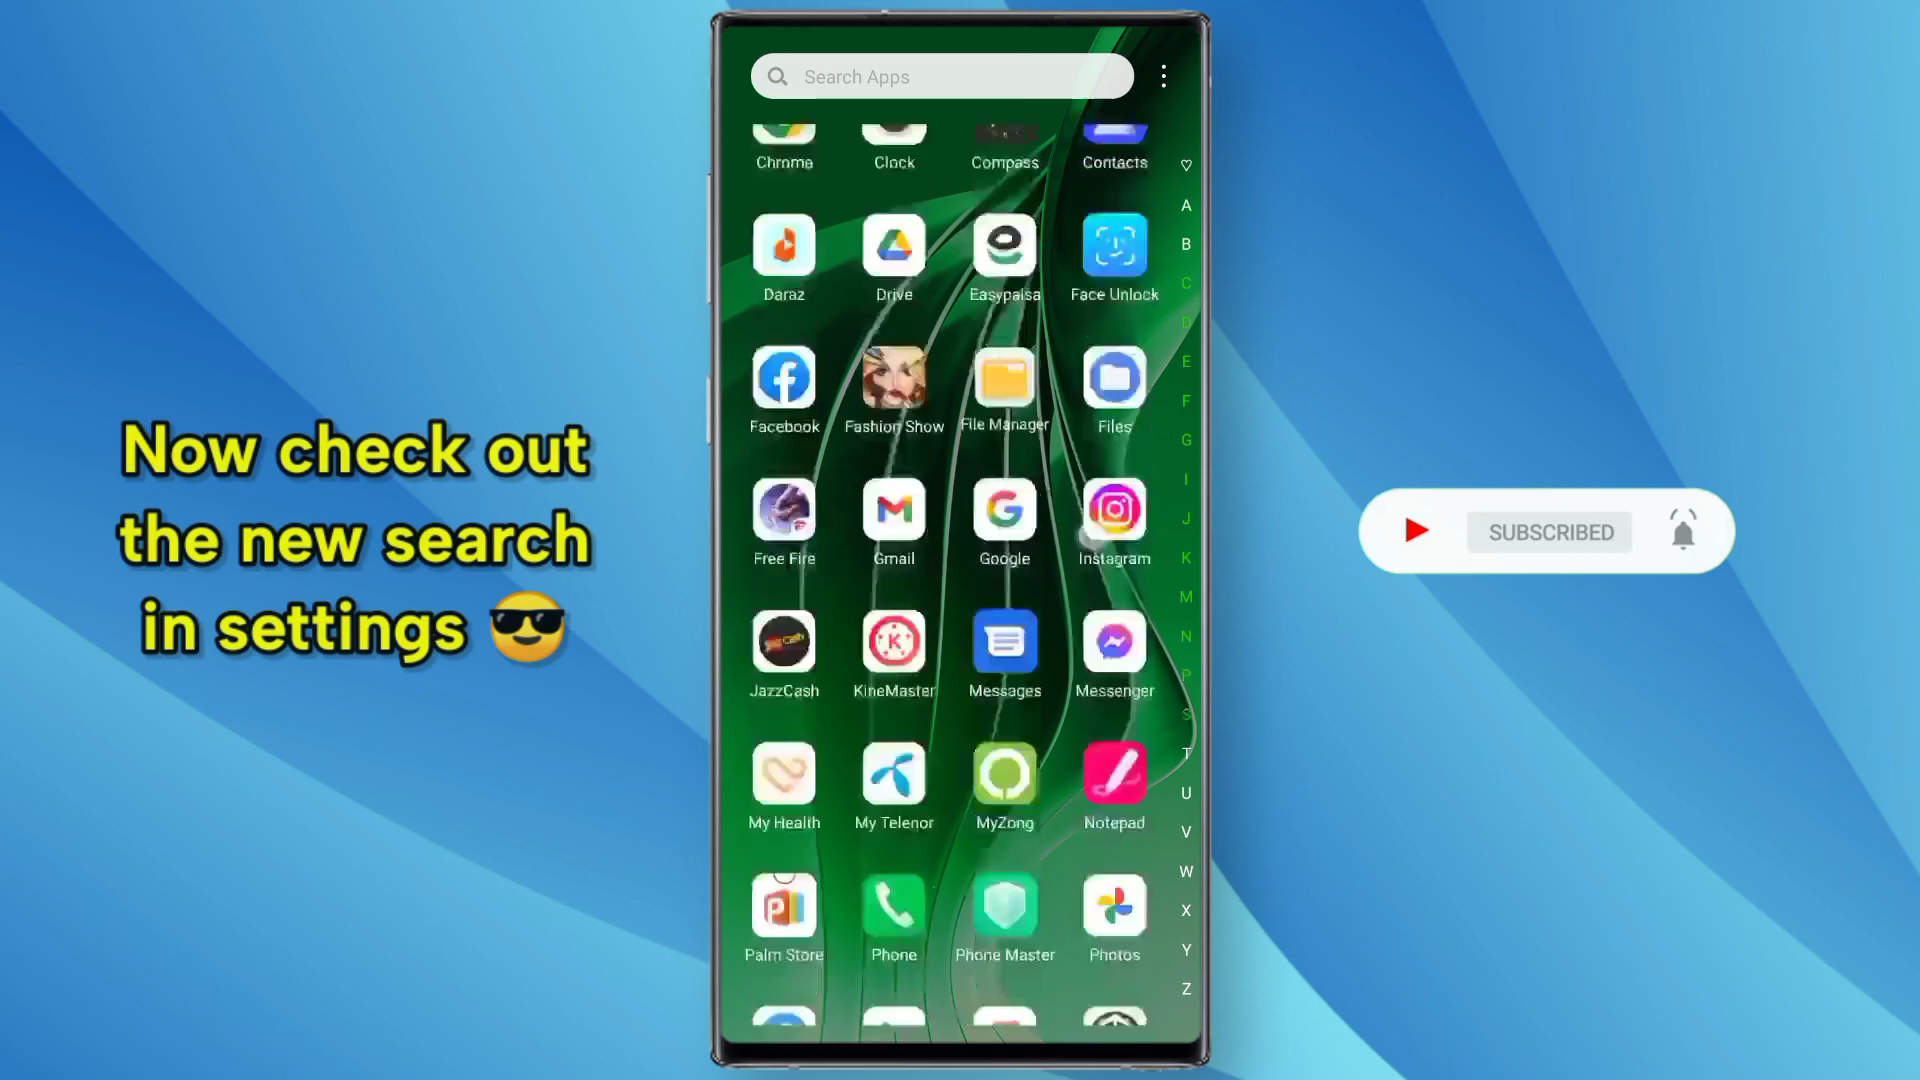 Now check out
the new search
in settings 😎
Search Apps
Chrome Clock Compass Contacts
Daraz Drive Easypaisa Face Unlock
Facebook Fashion Show File Manager Files
Free Fire Gmail Google Instagram
JazzCash KineMaster Messages Messenger
My Health My Telenor MyZong Notepad
Palm Store Phone Phone Master Photos
A
B
C
D
E
F
G
I
J
K
M
N
P
S
T
U
V
W
X
Y
Z
SUBSCRIBED